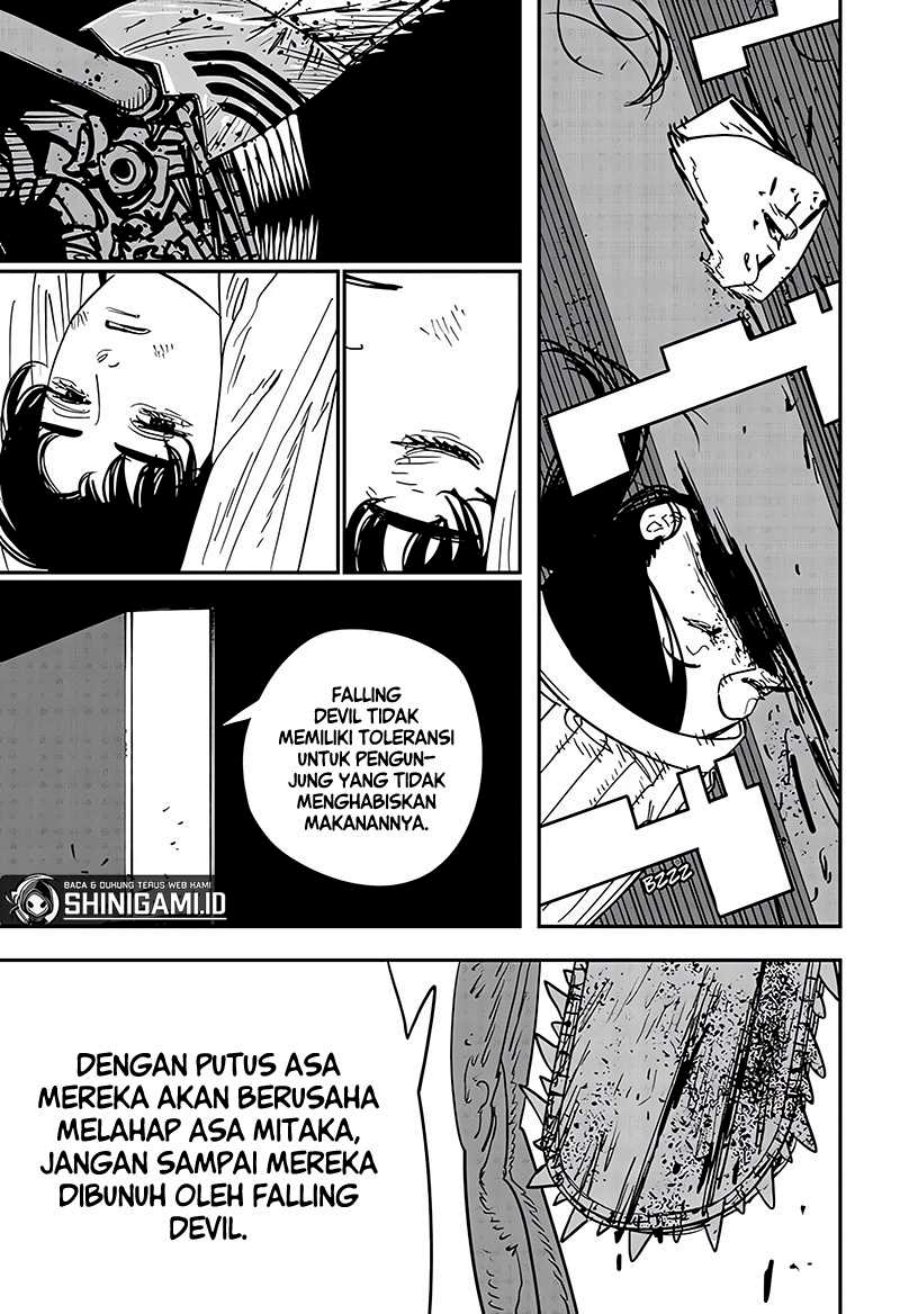 BZZZ
FALLING
DEVIL TIDAK
MEMILIKI TOLERANSI
UNTUK PENGUN-
JUNG YANG TIDAK
MENGHABISKAN
MAKANANNYA.
BACA & DUKUNG TERUS WEB KAMI
SHINIGAMI.ID
DENGAN PUTUS ASA
MEREKA AKAN BERUSAHA
MELAHAP ASA MITAKA,
JANGAN SAMPAI MEREKA
DIBUNUH OLEH FALLING
DEVIL.